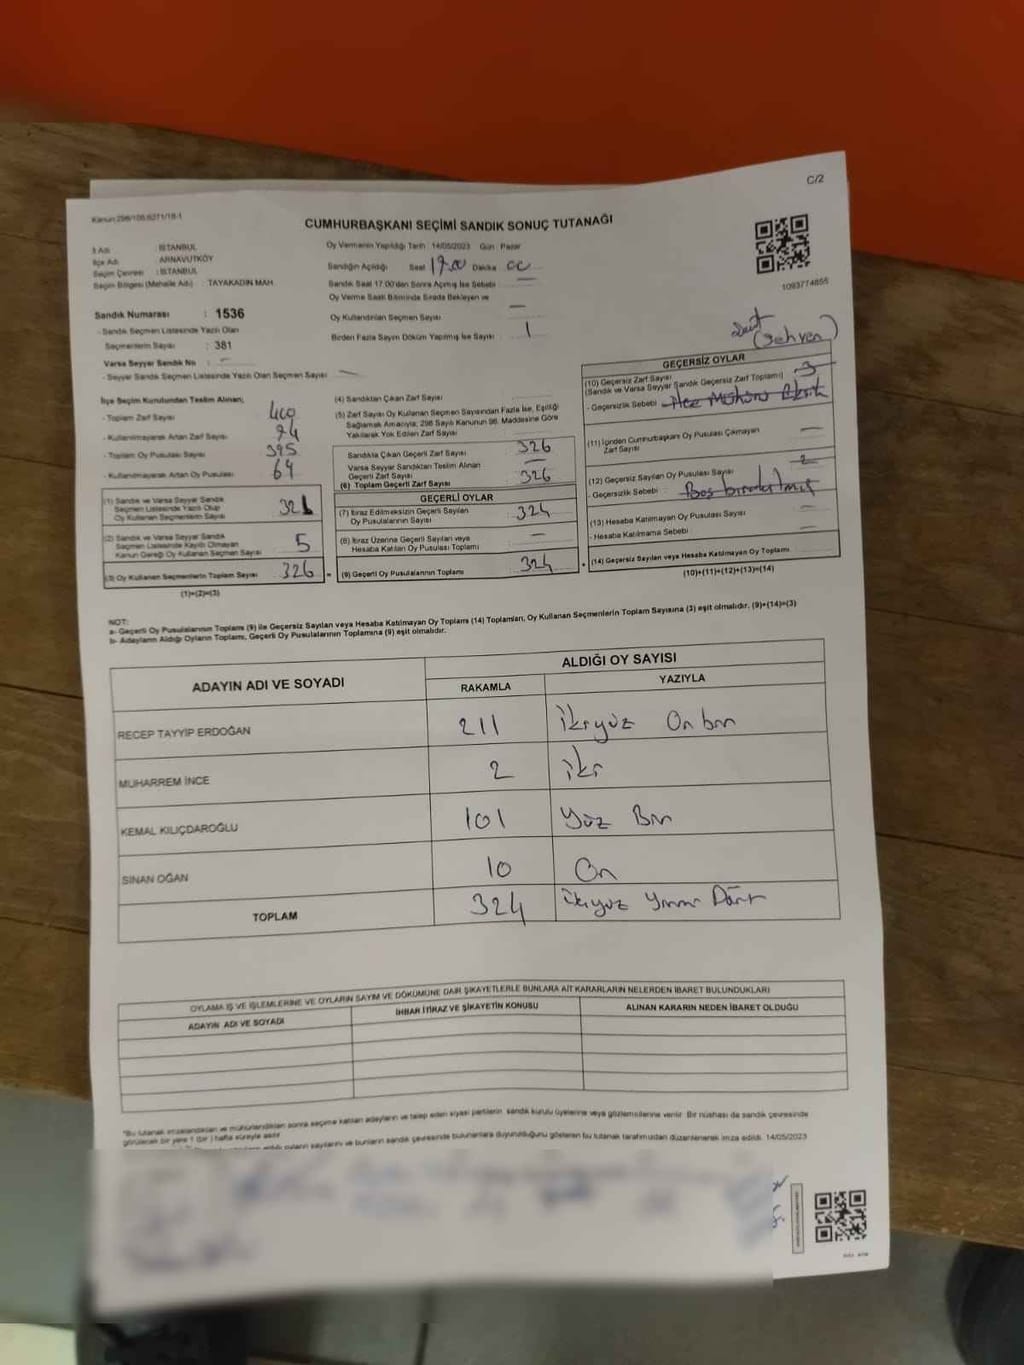 C/2
Kanun:298/105,6271/18-1
CUMHURBAŞKANI SEÇİMİ SANDIK SONUÇ TUTANAĞI
İl Adı : İSTANBUL
İlçe Adı : ARNAVUTKÖY
Seçim Çevresi : İSTANBUL
Seçim Bölgesi (Mahalle Adı) : TAYAKADIN MAH.
Oy Vermenin Yapıldığı Tarih : 14/05/2023 Gün : Pazar
Sandığın Açıldığı Saat Dakika
Sandık Saat 17.00'den Sonra Açılmış İse Sebebi :
Oy Verme Saati Bitiminde Sırada Bekleyen ve
Oy Kullandırılan Seçmen Sayısı
Birden Fazla Sayım Döküm Yapılmış İse Sayısı : 1
1093774855
Sandık Numarası : 1536
- Sandık Seçmen Listesinde Yazılı Olan
Seçmenlerin Sayısı : 381
Varsa Seyyar Sandık No : -
- Seyyar Sandık Seçmen Listesinde Yazılı Olan Seçmen Sayısı -
İlçe Seçim Kurulundan Teslim Alınan;
- Toplam Zarf Sayısı 400
- Kullanılmayarak Artan Zarf Sayısı 74
- Toplam Oy Pusulası Sayısı 395
- Kullanılmayarak Artan Oy Pusulası 69
(1) Sandık ve Varsa Seyyar Sandık
Seçmen Listesinde Yazılı Olup
Oy Kullanan Seçmenlerin Sayısı 321
(2) Sandık ve Varsa Seyyar Sandık
Seçmen Listesinde Kayıtlı Olmayan
Kanun Gereği Oy Kullanan Seçmen Sayısı 5
(3) Oy Kullanan Seçmenlerin Toplam Sayısı 326
(1)+(2)=(3)
(4) Sandıktan Çıkan Zarf Sayısı
(5) Zarf Sayısı Oy Kullanan Seçmen Sayısından Fazla İse, Eşitliği
Sağlamak Amacıyla; 298 Sayılı Kanunun 98. Maddesine Göre
Yakılarak Yok Edilen Zarf Sayısı
Sandıkta Çıkan Geçerli Zarf Sayısı 326
Varsa Seyyar Sandıktan Teslim Alınan
Geçerli Zarf Sayısı -
(6) Toplam Geçerli Zarf Sayısı 326
GEÇERLİ OYLAR
(7) İtiraz Edilmeksizin Geçerli Sayılan
Oy Pusulalarının Sayısı 324
(8) İtiraz Üzerine Geçerli Sayılan veya
Hesaba Katılan Oy Pusulası Toplamı -
(9) Geçerli Oy Pusulalarının Toplamı 324
(Sehven)
GEÇERSİZ OYLAR
(10) Geçersiz Zarf Sayısı 3
(Sandık ve Varsa Seyyar Sandık Geçersiz Zarf Toplamı)
- Geçersizlik Sebebi :
(11) İçinden Cumhurbaşkanı Oy Pusulası Çıkmayan
Zarf Sayısı -
(12) Geçersiz Sayılan Oy Pusulası Sayısı 2
- Geçersizlik Sebebi : Boş bırakılmış
(13) Hesaba Katılmayan Oy Pusulası Sayısı -
- Hesaba Katılmama Sebebi : -
(14) Geçersiz Sayılan veya Hesaba Katılmayan Oy Toplamı
(10)+(11)+(12)+(13)=(14)
NOT:
a- Geçerli Oy Pusulalarının Toplamı (9) ile Geçersiz Sayılan veya Hesaba Katılmayan Oy Toplamı (14) Toplamları, Oy Kullanan Seçmenlerin Toplam Sayısına (3) eşit olmalıdır. (9)+(14)=(3)
b- Adayların Aldığı Oyların Toplamı, Geçerli Oy Pusulalarının Toplamına (9) eşit olmalıdır.
ADAYIN ADI VE SOYADI ALDIĞI OY SAYISI
RAKAMLA YAZIYLA
RECEP TAYYİP ERDOĞAN 211 ikiyüz On bir
MUHARREM İNCE 2 iki
KEMAL KILIÇDAROĞLU 101 Yüz Bir
SİNAN OĞAN 10 On
TOPLAM 324 ikiyüz Yirmi Dört
OYLAMA İŞ VE İŞLEMLERİNE VE OYLARIN SAYIM VE DÖKÜMÜNE DAİR ŞİKAYETLERLE BUNLARA AİT KARARLARIN NELERDEN İBARET BULUNDUKLARI
ADAYIN ADI VE SOYADI İHBAR İTİRAZ VE ŞİKAYETİN KONUSU ALINAN KARARIN NEDEN İBARET OLDUĞU
*Bu tutanak imzalandıktan ve mühürlendikten sonra seçime katılan adayların ve talep eden siyasi partilerin sandık kurulu üyelerine veya gözlemcilerine verilir. Bir nüshası da sandık çevresinde
görülecek bir yere 1 (bir) hafta süreyle asılır
sayılarını ve bunların sandık çevresinde bulunanlara duyurulduğunu gösteren bu tutanak tarafımızdan düzenlenerek imza edildi. 14/05/2023